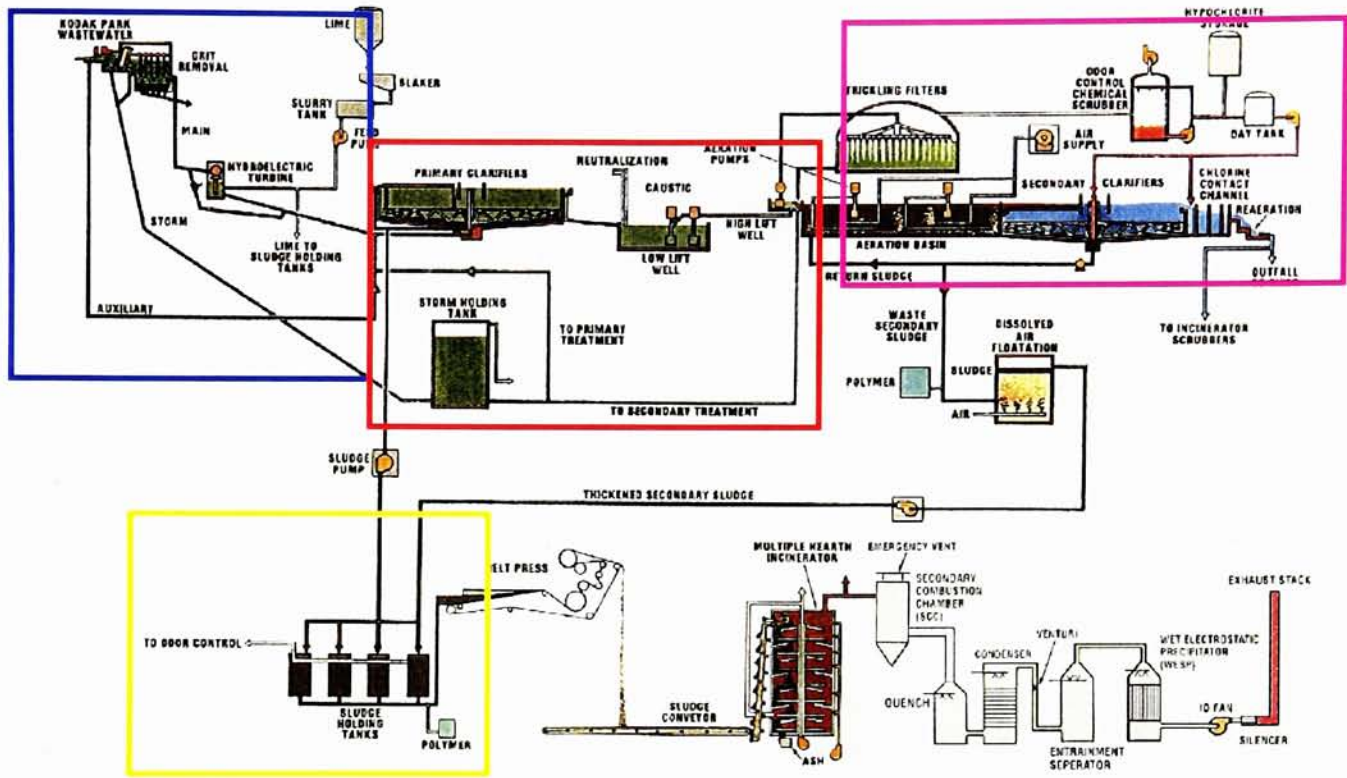 KODAK PARK
WASTEWATER
GRIT
REMOVAL
MAIN
HYDROELECTRIC
TURBINE
STORM
AUXILIARY
LIME
SLAKER
SLURRY
TANK
FEED
PUMP
LIME TO
SLUDGE HOLDING
TANKS
PRIMARY CLARIFIERS
NEUTRALIZATION
CAUSTIC
LOW LIFT
WELL
HIGH LIFT
WELL
STORM HOLDING
TANK
TO PRIMARY
TREATMENT
TO SECONDARY TREATMENT
TRICKLING FILTERS
AERATION
PUMPS
AERATION BASIN
RETURN SLUDGE
SECONDARY CLARIFIERS
AIR
SUPPLY
ODOR
CONTROL
CHEMICAL
SCRUBBER
HYPOCHLORITE
STORAGE
DAY TANK
CHLORINE
CONTACT
CHANNEL
REAERATION
OUTFALL
TO INCINERATOR
SCRUBBERS
WASTE
SECONDARY
SLUDGE
POLYMER
DISSOLVED
AIR
FLOATATION
SLUDGE
AIR
SLUDGE
PUMP
THICKENED SECONDARY SLUDGE
TO ODOR CONTROL
SLUDGE
HOLDING
TANKS
POLYMER
BELT PRESS
SLUDGE
CONVEYOR
MULTIPLE HEARTH
INCINERATOR
ASH
EMERGENCY VENT
SECONDARY
COMBUSTION
CHAMBER
(SCC)
QUENCH
CONDENSER
VENTURI
ENTRAINMENT
SEPERATOR
WET ELECTROSTATIC
PRECIPITATOR
(WESP)
ID FAN
SILENCER
EXHAUST STACK